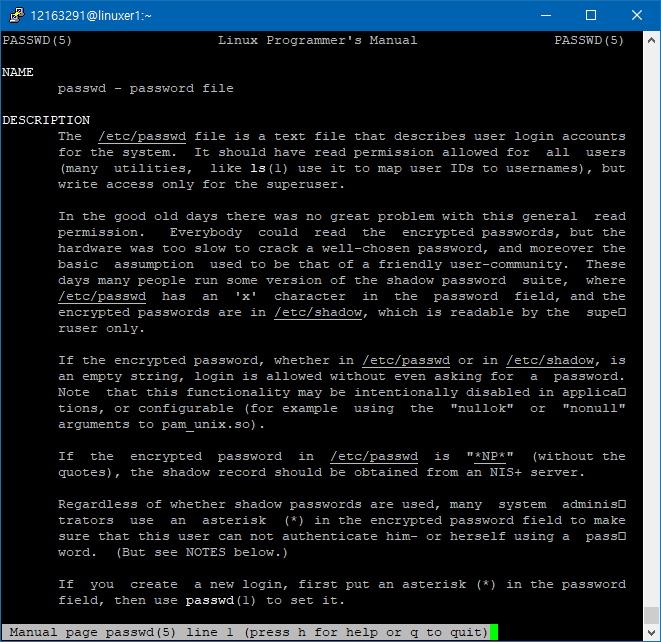 12163291@linuxer1:~
PASSWD(5) Linux Programmer's Manual PASSWD(5)
NAME
passwd - password file
DESCRIPTION
The /etc/passwd file is a text file that describes user login accounts
for the system. It should have read permission allowed for all users
(many utilities, like ls(1) use it to map user IDs to usernames), but
write access only for the superuser.
In the good old days there was no great problem with this general read
permission. Everybody could read the encrypted passwords, but the
hardware was too slow to crack a well-chosen password, and moreover the
basic assumption used to be that of a friendly user-community. These
days many people run some version of the shadow password suite, where
/etc/passwd has an 'x' character in the password field, and the
encrypted passwords are in /etc/shadow, which is readable by the supe□
ruser only.
If the encrypted password, whether in /etc/passwd or in /etc/shadow, is
an empty string, login is allowed without even asking for a password.
Note that this functionality may be intentionally disabled in applica□
tions, or configurable (for example using the "nullok" or "nonull"
arguments to pam_unix.so).
If the encrypted password in /etc/passwd is "*NP*" (without the
quotes), the shadow record should be obtained from an NIS+ server.
Regardless of whether shadow passwords are used, many system adminis□
trators use an asterisk (*) in the encrypted password field to make
sure that this user can not authenticate him- or herself using a pass□
word. (But see NOTES below.)
If you create a new login, first put an asterisk (*) in the password
field, then use passwd(1) to set it.
Manual page passwd(5) line 1 (press h for help or q to quit)